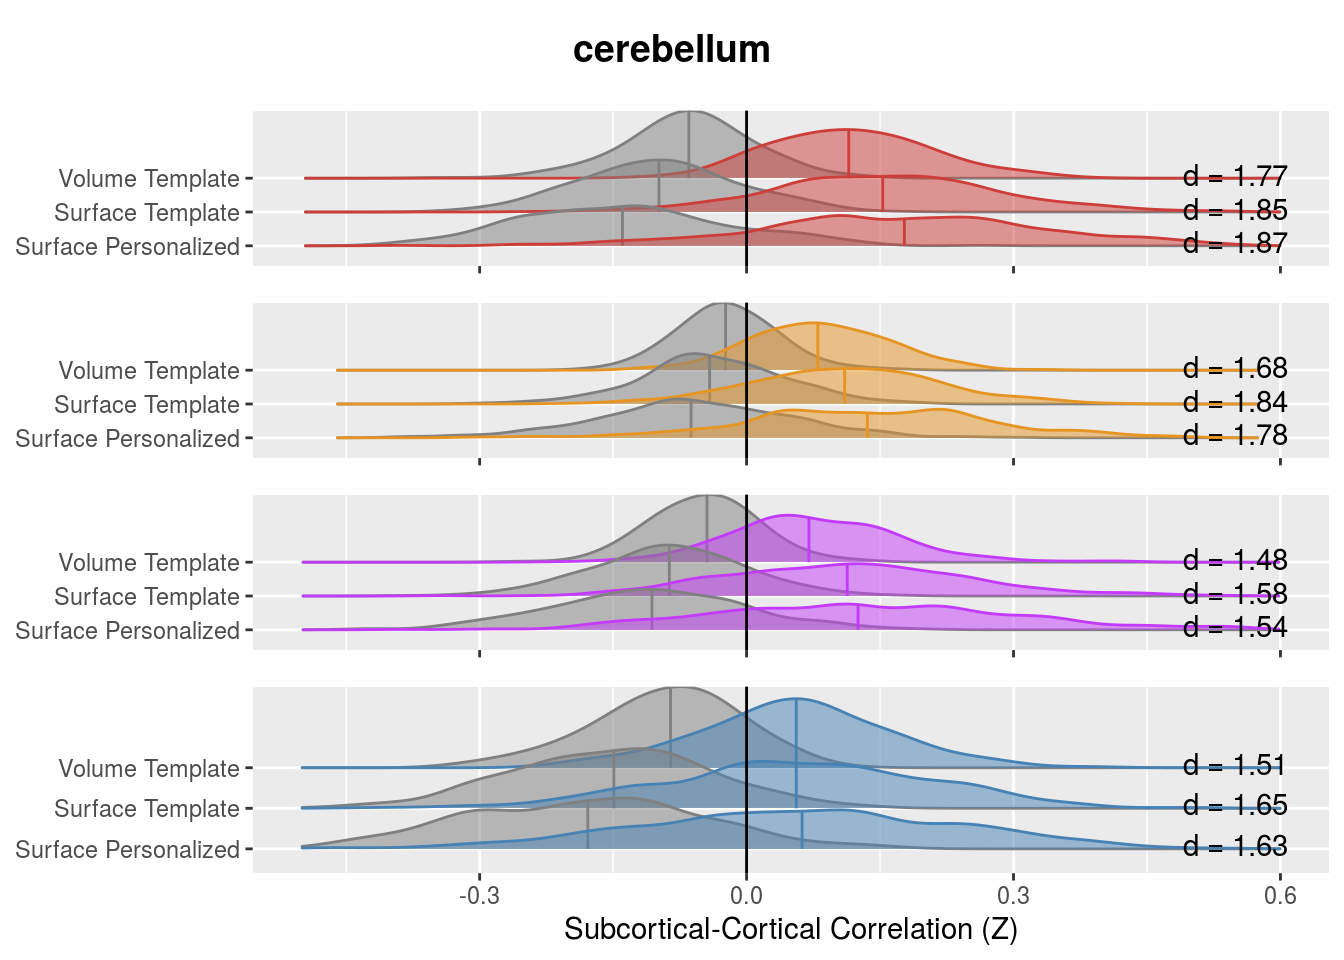 cerebellum
Volume Template
d = 1.77
Surface Template
d = 1.85
Surface Personalized
d = 1.87
Volume Template
d = 1.68
Surface Template
d = 1.84
Surface Personalized
d = 1.78
Volume Template
d = 1.48
Surface Template
d = 1.58
Surface Personalized
d = 1.54
Volume Template
d = 1.51
Surface Template
d = 1.65
Surface Personalized
d = 1.63
-0.3 0.0 0.3 0.6
Subcortical-Cortical Correlation (Z)